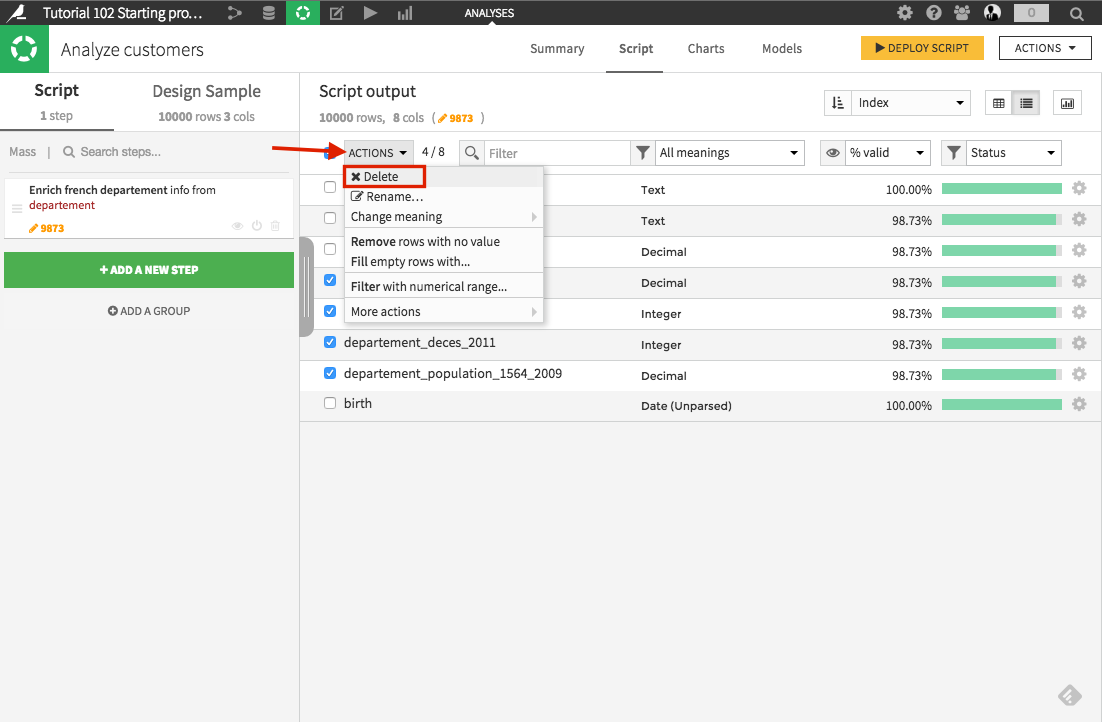 Tutorial 102 Starting pro... ANALYSES 0
Analyze customers Summary Script Charts Models DEPLOY SCRIPT ACTIONS
Script Design Sample
1 step 10000 rows 3 cols
Script output
10000 rows, 8 cols ( 9873 ) Index
Mass | Search steps...
ACTIONS 4 / 8 Filter All meanings % valid Status
Enrich french departement info from
departement
9873
+ ADD A NEW STEP
ADD A GROUP
Delete
Rename...
Change meaning
Remove rows with no value
Fill empty rows with...
Filter with numerical range...
More actions
Text 100.00%
Text 98.73%
Decimal 98.73%
Decimal 98.73%
Integer 98.73%
departement_deces_2011 Integer 98.73%
departement_population_1564_2009 Decimal 98.73%
birth Date (Unparsed) 100.00%